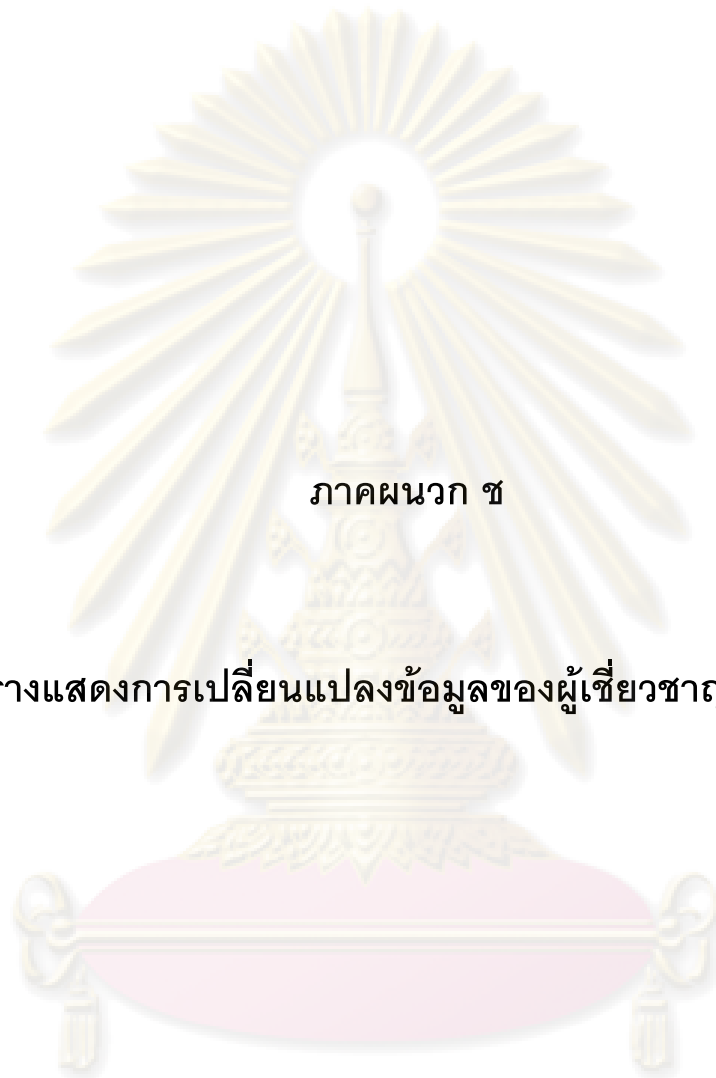 ภาคผนวก ช
รางแสดงการเปลี่ยนแปลงข้อมูลของผู้เชี่ยวชาญ